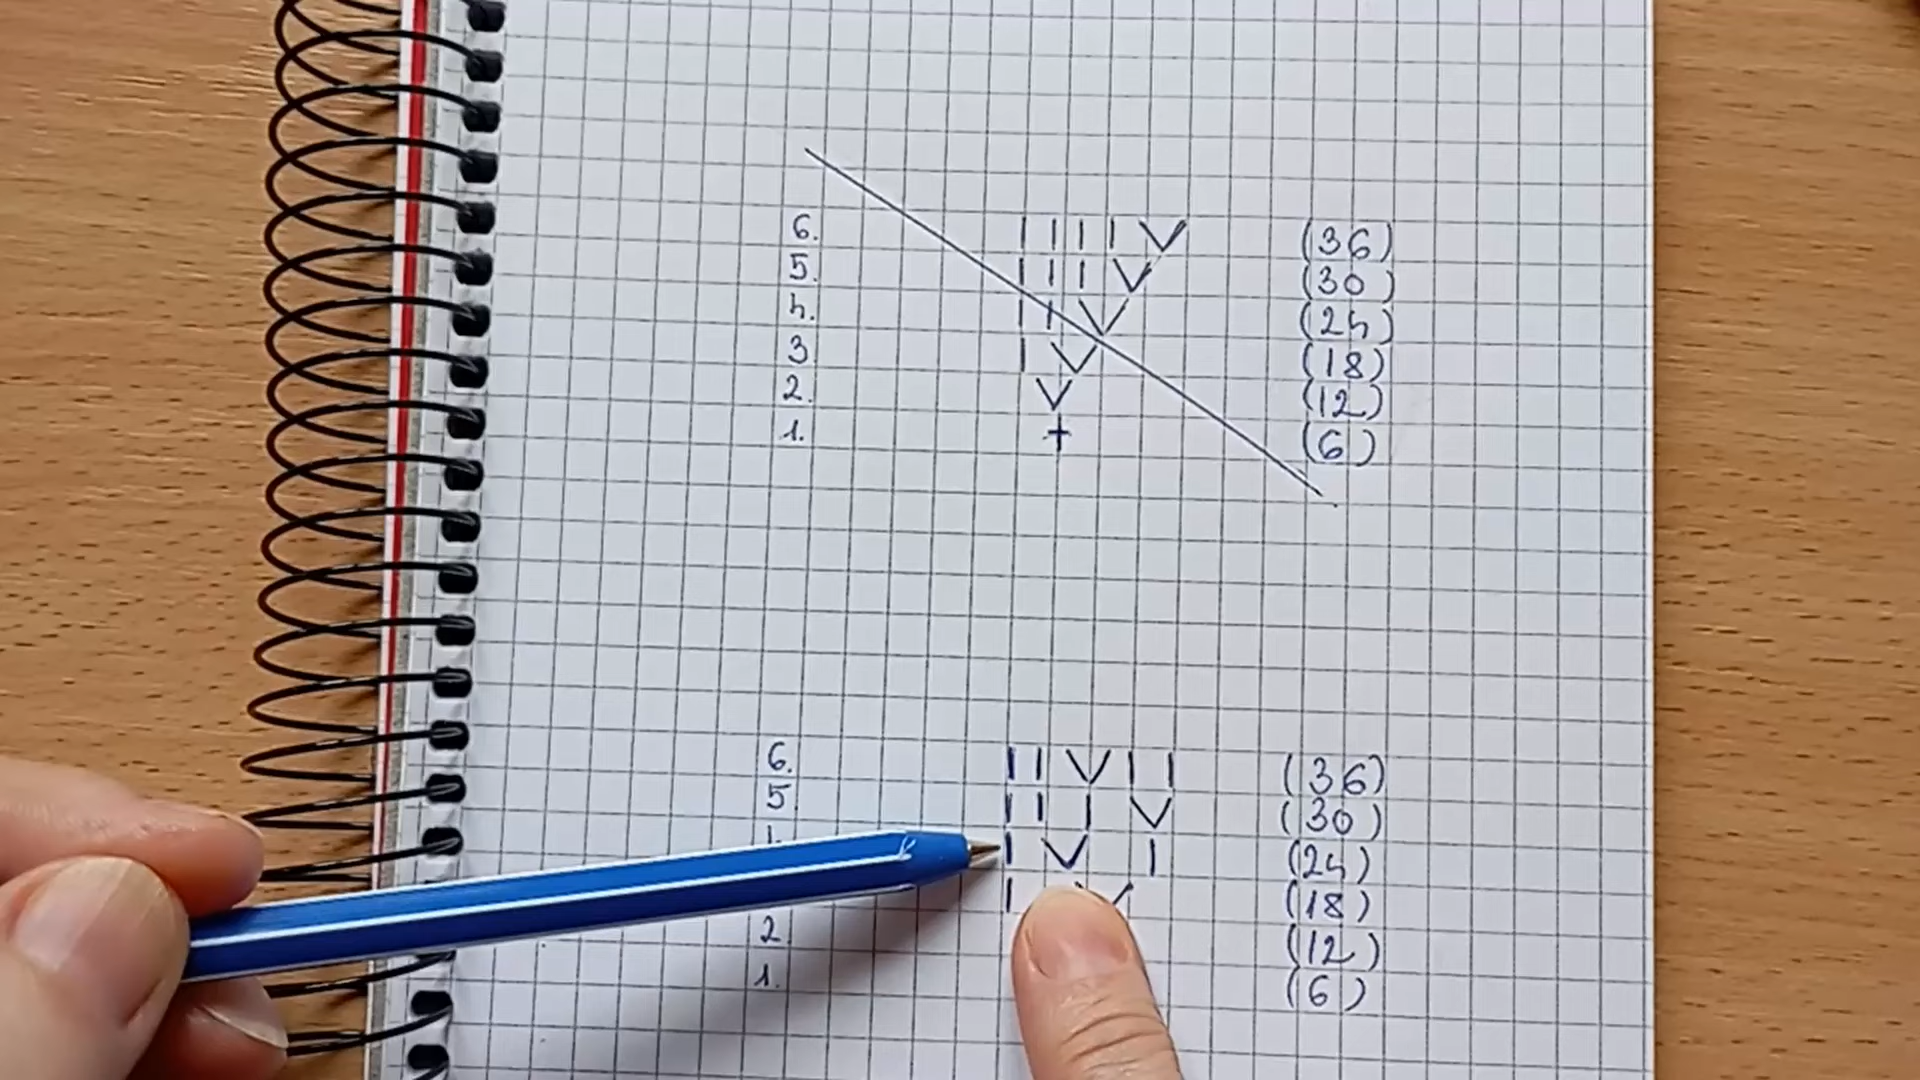 6. | | | | V (36)
5. | | | V (30)
4. | | V (24)
3 | V (18)
2. V (12)
1. + (6)
6. | | V | | (36)
5 | | | V (30)
| V | (24)
| (18)
2 (12)
1. (6)